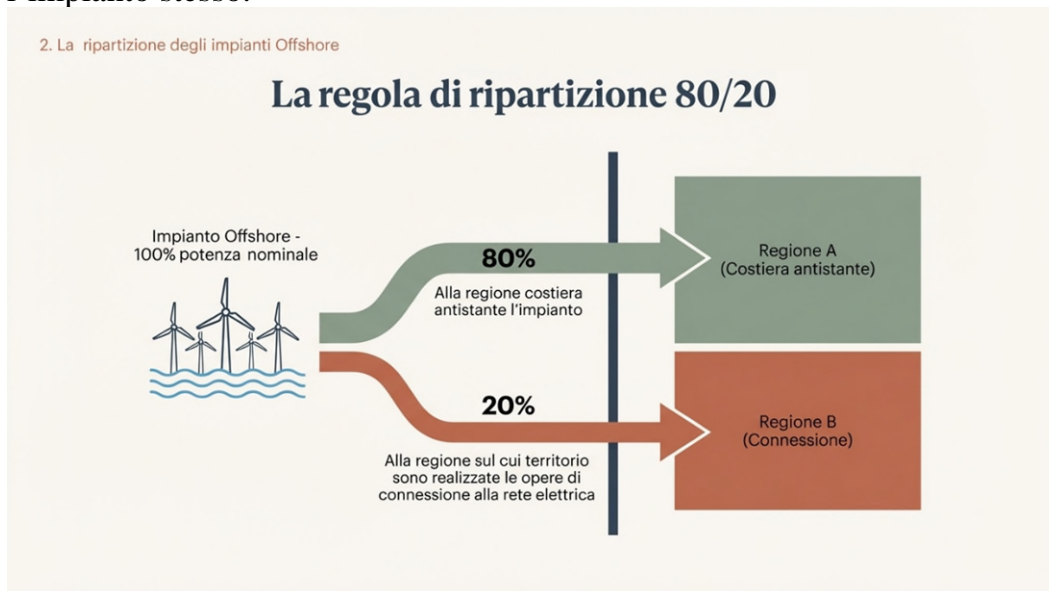 l'impianto stesso.
2. La ripartizione degli impianti Offshore
La regola di ripartizione 80/20
Impianto Offshore -
100% potenza nominale
80%
Alla regione costiera
antistante l'impianto
Regione A
(Costiera antistante)
20%
Alla regione sul cui territorio
sono realizzate le opere di
connessione alla rete elettrica
Regione B
(Connessione)